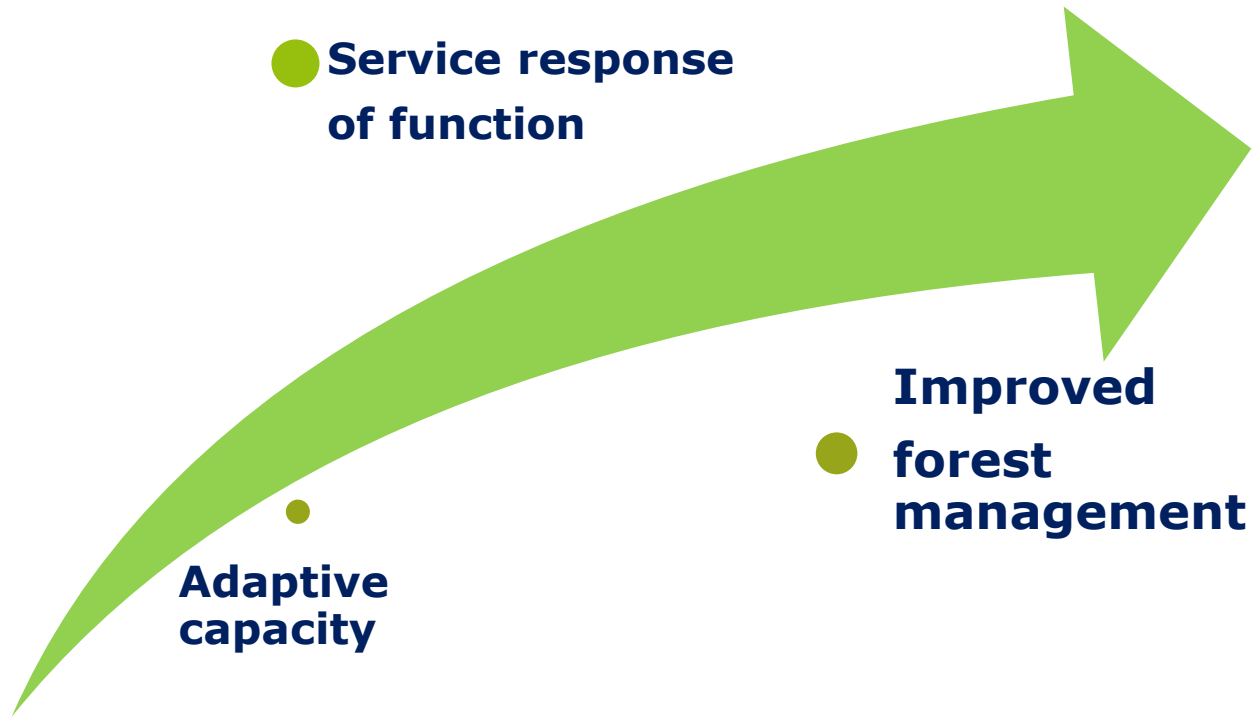 Service response
of function
Improved
forest
management
Adaptive
capacity